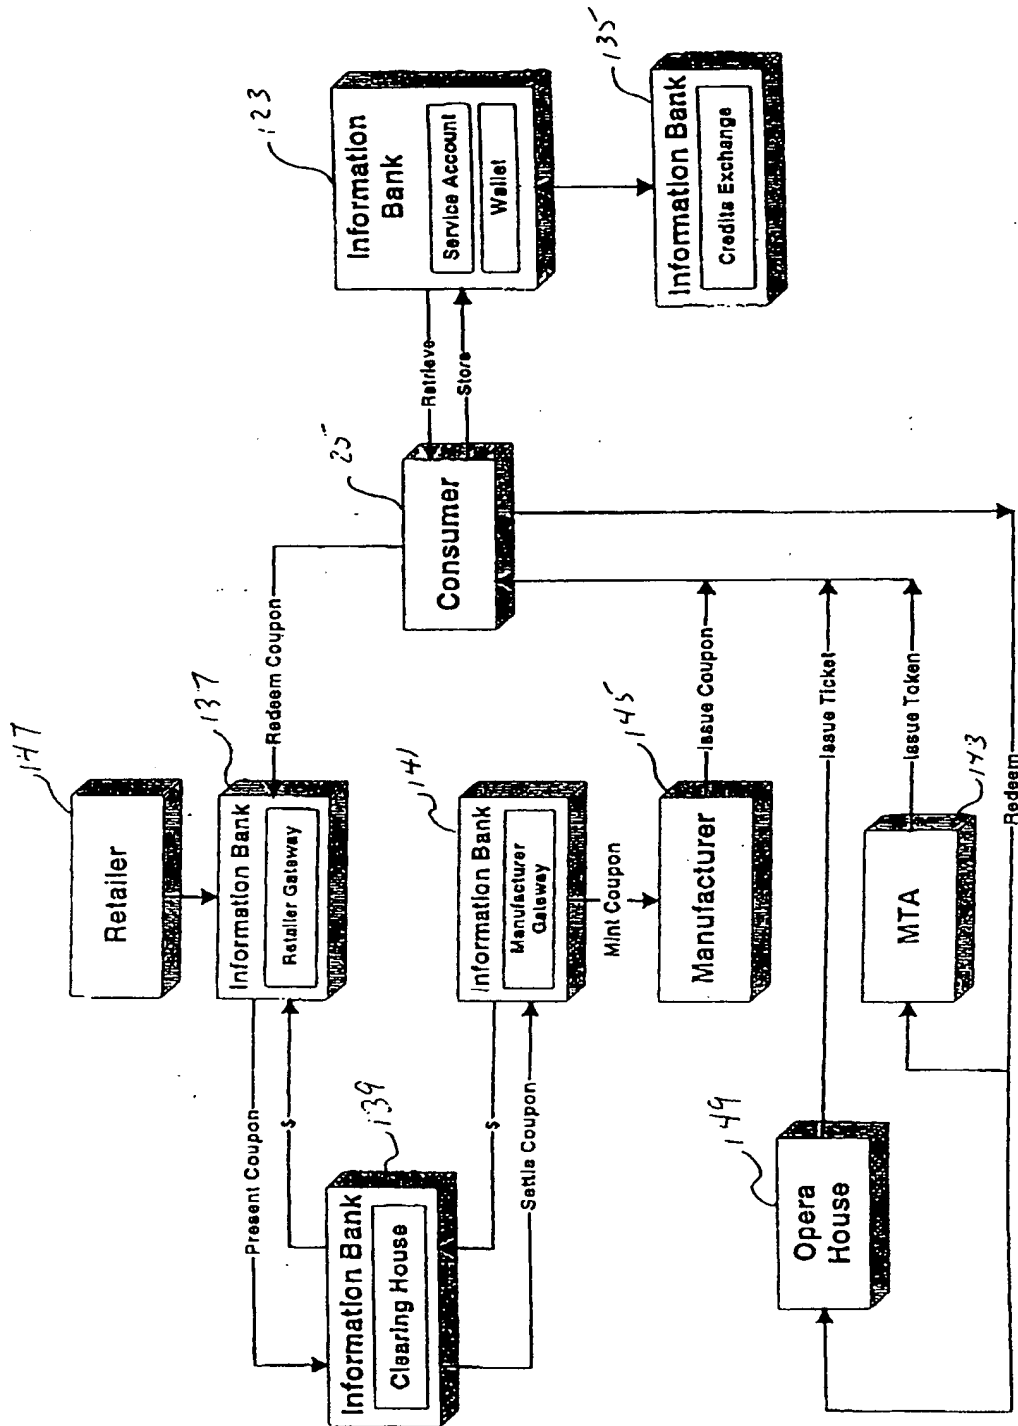 147
Retailer
137
Information Bank
Retailer Gateway
Redeem Coupon
Present Coupon
$
139
Information Bank
Clearing House
$
Settle Coupon
141
Information Bank
Manufacturer
Gateway
Mint Coupon
145
Manufacturer
Issue Coupon
25
Consumer
Retrieve
Store
123
Information
Bank
Service Account
Wallet
135
Information Bank
Credits Exchange
149
Opera
House
Issue Ticket
MTA
143
Issue Token
Redeem